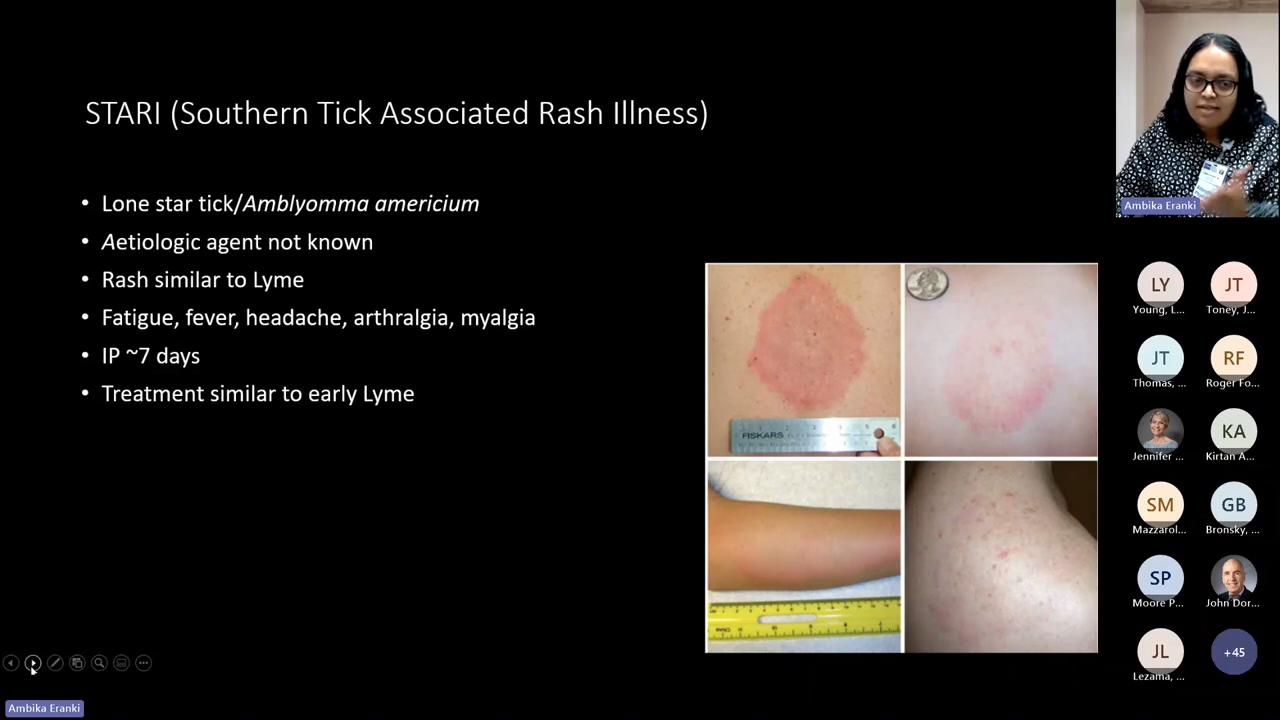 STARI (Southern Tick Associated Rash Illness)
• Lone star tick/Amblyomma americium
• Aetiologic agent not known
• Rash similar to Lyme
• Fatigue, fever, headache, arthralgia, myalgia
• IP ~7 days
• Treatment similar to early Lyme
FISKARS
Ambika Eranki
LY
Young, L...
JT
Toney, J...
JT
Thomas, ...
RF
Roger Fo...
Jennifer ...
KA
Kirtan A...
SM
Mazzarol...
GB
Bronsky, ...
SP
Moore P...
John Dor...
JL
Lezama, ...
+45
Ambika Eranki